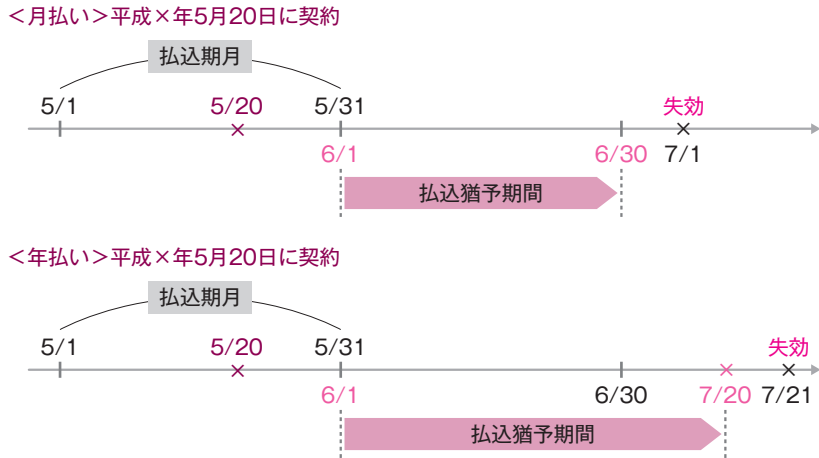 ＜月払い＞平成×年5月20日に契約
払込期月
5/1 5/20 5/31 失効
6/1 6/30 7/1
払込猶予期間
＜年払い＞平成×年5月20日に契約
払込期月
5/1 5/20 5/31 失効
6/1 6/30 7/20 7/21
払込猶予期間